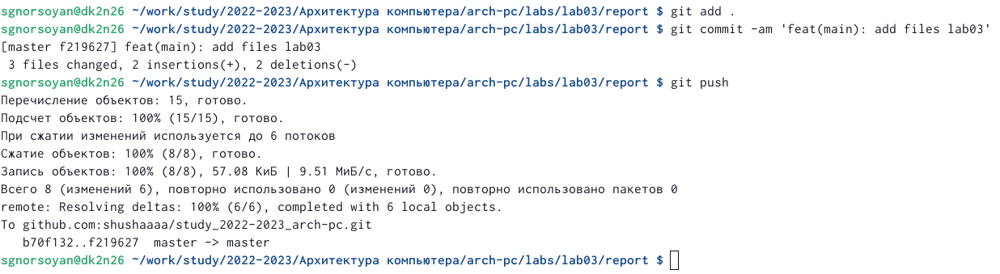 sgnorsoyan@dk2n26 ~/work/study/2022-2023/Архитектура компьютера/arch-pc/labs/lab03/report $ git add .
sgnorsoyan@dk2n26 ~/work/study/2022-2023/Архитектура компьютера/arch-pc/labs/lab03/report $ git commit -am 'feat(main): add files lab03'
[master f219627] feat(main): add files lab03
 3 files changed, 2 insertions(+), 2 deletions(-)
sgnorsoyan@dk2n26 ~/work/study/2022-2023/Архитектура компьютера/arch-pc/labs/lab03/report $ git push
Перечисление объектов: 15, готово.
Подсчет объектов: 100% (15/15), готово.
При сжатии изменений используется до 6 потоков
Сжатие объектов: 100% (8/8), готово.
Запись объектов: 100% (8/8), 57.08 КиБ | 9.51 МиБ/с, готово.
Всего 8 (изменений 6), повторно использовано 0 (изменений 0), повторно использовано пакетов 0
remote: Resolving deltas: 100% (6/6), completed with 6 local objects.
To github.com:shushaaaa/study_2022-2023_arch-pc.git
   b70f132..f219627  master -> master
sgnorsoyan@dk2n26 ~/work/study/2022-2023/Архитектура компьютера/arch-pc/labs/lab03/report $